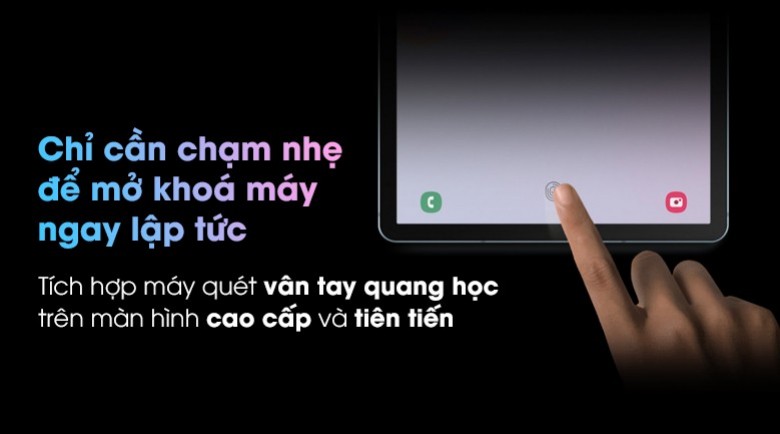 Chỉ cần chạm nhẹ
để mở khoá máy
ngay lập tức
Tích hợp máy quét vân tay quang học
trên màn hình cao cấp và tiên tiến